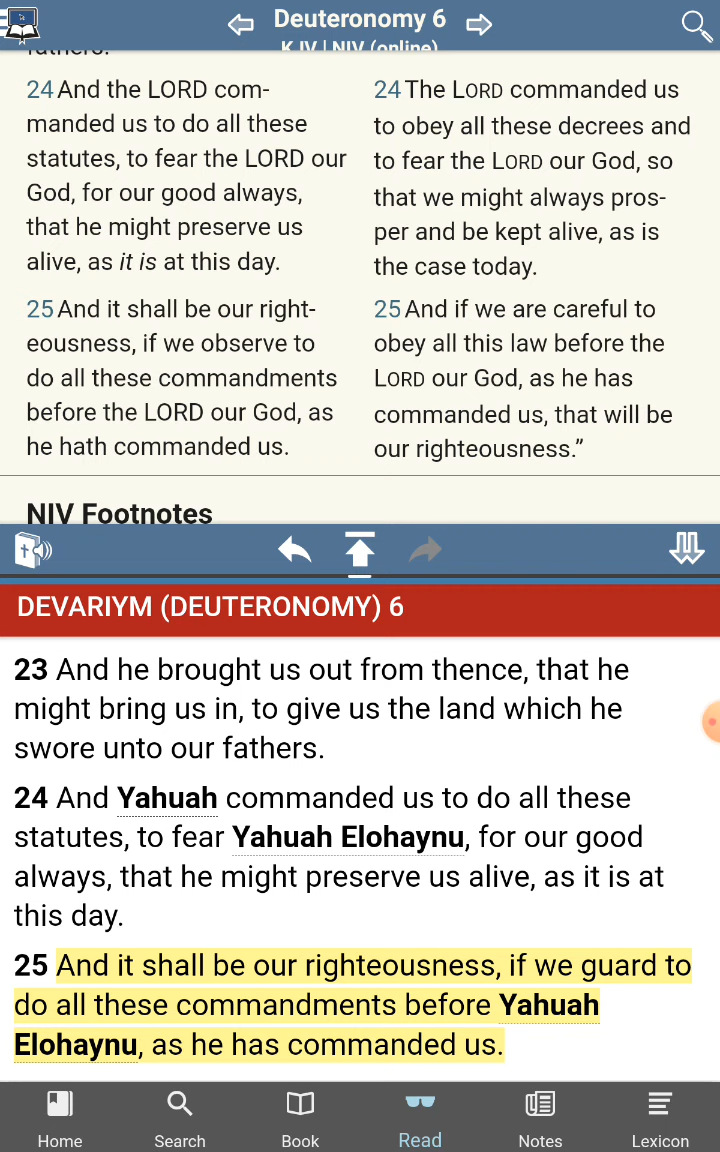 Deuteronomy 6
KJV | NIV (online)
fathers.
24 And the LORD com-
manded us to do all these
statutes, to fear the LORD our
God, for our good always,
that he might preserve us
alive, as it is at this day.
25 And it shall be our right-
eousness, if we observe to
do all these commandments
before the LORD our God, as
he hath commanded us.
24 The LORD commanded us
to obey all these decrees and
to fear the LORD our God, so
that we might always pros-
per and be kept alive, as is
the case today.
25 And if we are careful to
obey all this law before the
LORD our God, as he has
commanded us, that will be
our righteousness.”
NIV Footnotes
DEVARIYM (DEUTERONOMY) 6
23 And he brought us out from thence, that he
might bring us in, to give us the land which he
swore unto our fathers.
24 And Yahuah commanded us to do all these
statutes, to fear Yahuah Elohaynu, for our good
always, that he might preserve us alive, as it is at
this day.
25 And it shall be our righteousness, if we guard to
do all these commandments before Yahuah
Elohaynu, as he has commanded us.
Home
Search
Book
Read
Notes
Lexicon